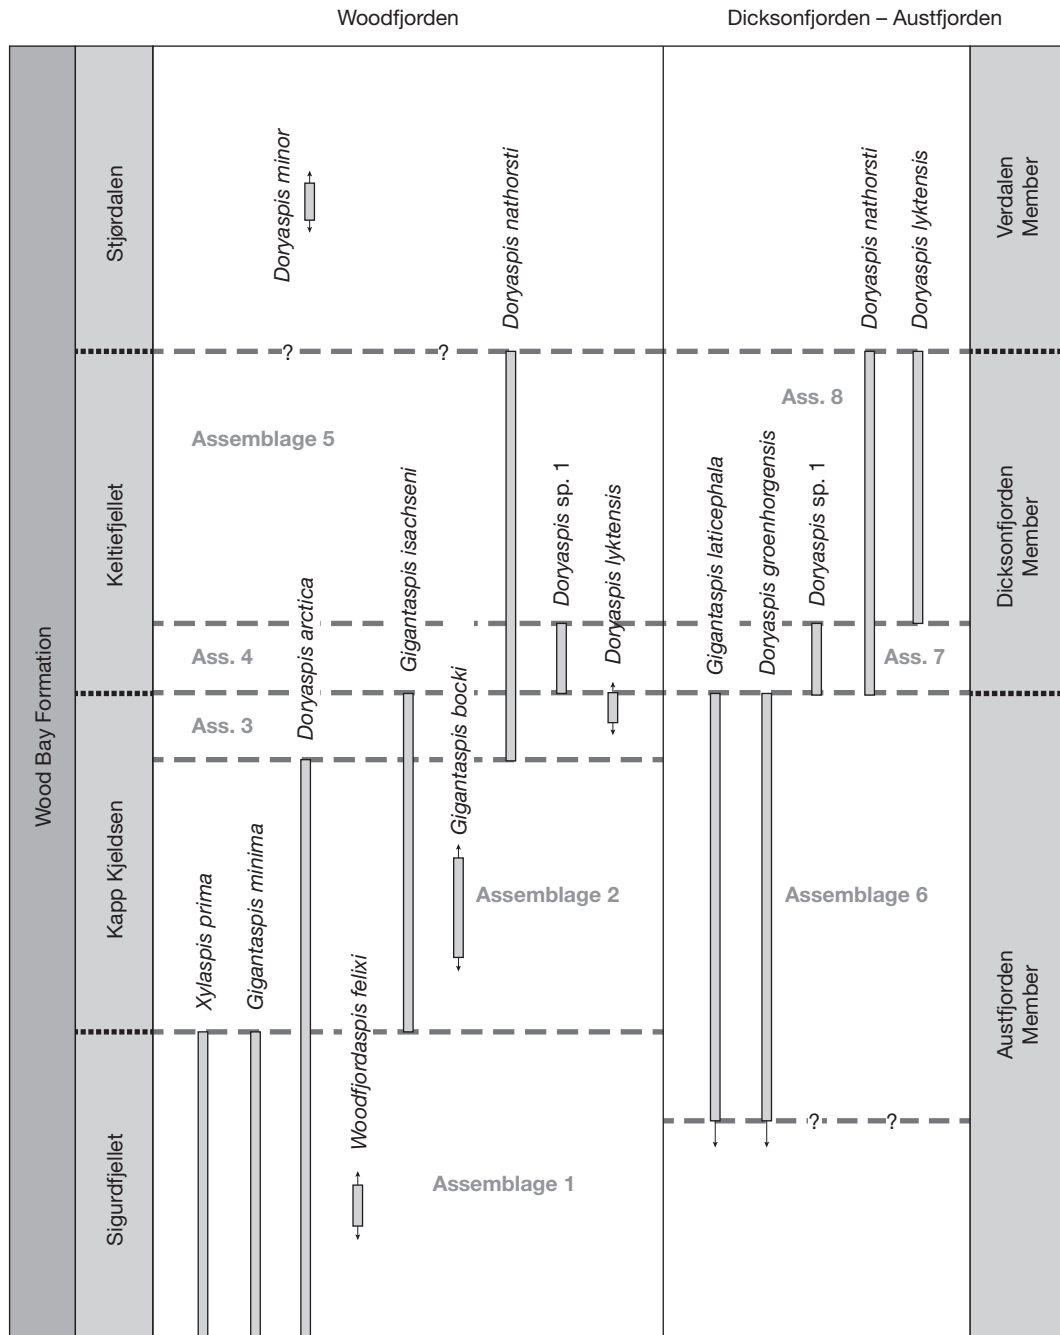 Woodfjorden
Dicksonfjorden – Austfjorden
Wood Bay Formation
Stjørdalen
Keltiefjellet
Kapp Kjeldsen
Sigurdfjellet
Doryaspis minor
Doryaspis nathorsti
?
?
Assemblage 5
Gigantaspis isachseni
Doryaspis sp. 1
Doryaspis lyktensis
Doryaspis arctica
Ass. 4
Ass. 3
Gigantaspis bocki
Xylaspis prima
Gigantaspis minima
Assemblage 2
Woodfjordaspis felixi
Assemblage 1
Doryaspis nathorsti
Doryaspis lyktensis
Ass. 8
Gigantaspis laticephala
Doryaspis groenhorgensis
Doryaspis sp. 1
Ass. 7
Assemblage 6
?
?
Verdalen
Member
Dicksonfjorden
Member
Austfjorden
Member